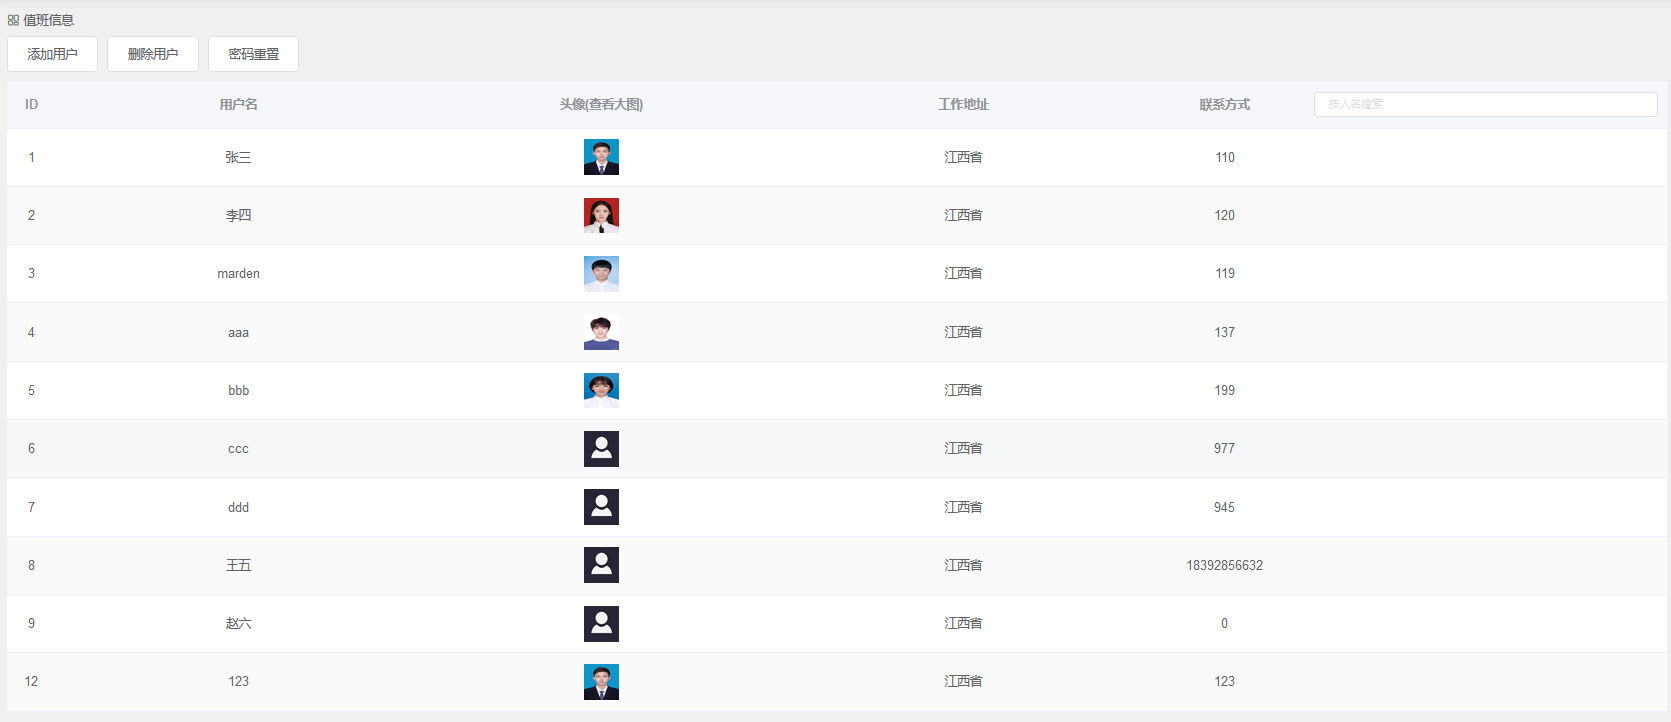 值班信息
添加用户 删除用户 密码重置
ID 用户名 头像(查看大图) 工作地址 联系方式 按人名搜索
1 张三 江西省 110
2 李四 江西省 120
3 marden 江西省 119
4 aaa 江西省 137
5 bbb 江西省 199
6 ccc 江西省 977
7 ddd 江西省 945
8 王五 江西省 18392856632
9 赵六 江西省 0
12 123 江西省 123